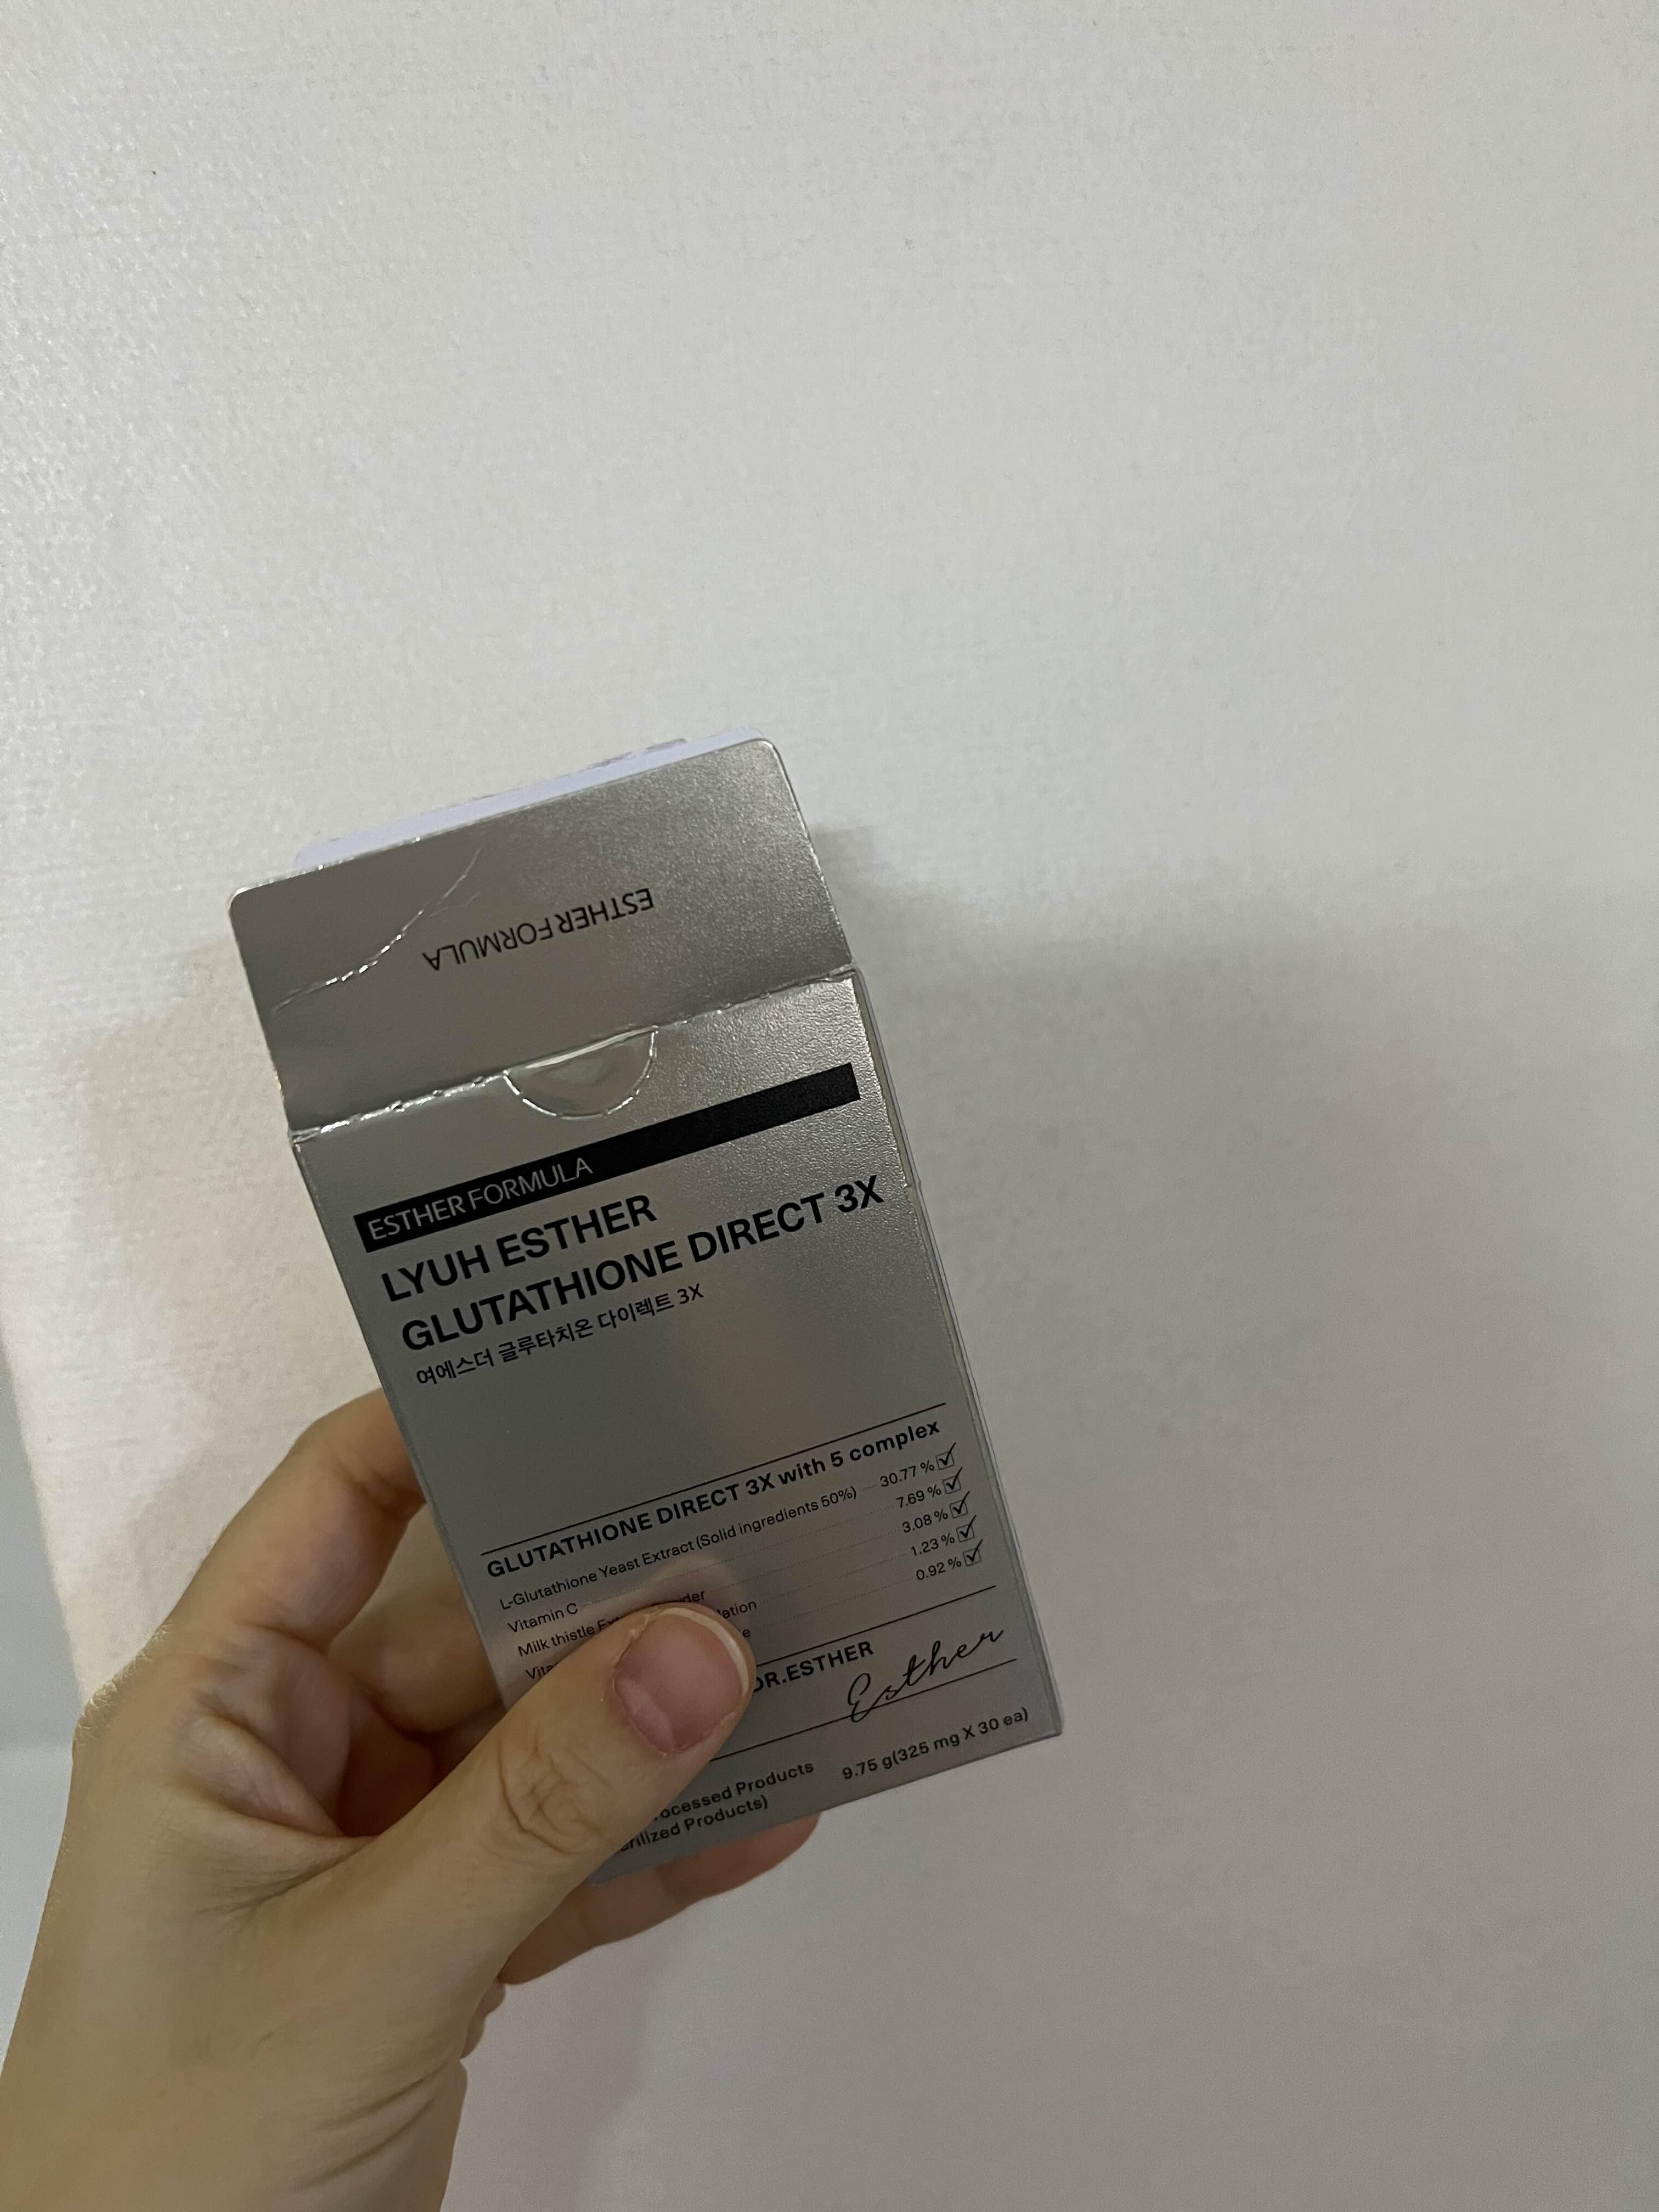 ESTHER FORMULA
ESTHER FORMULA
LYUH ESTHER
GLUTATHIONE DIRECT 3X
여에스더 글루타치온 다이렉트 3X
GLUTATHIONE DIRECT 3X with 5 complex
L-Glutathione Yeast Extract (Solid ingredients 50%) 30.77 %
Vitamin C 7.69 %
Milk thistle 3.08 %
1.23 %
0.92 %
DR.ESTHER
Esther
Products 9.75 g(325 mg X 30 ea)
Products)